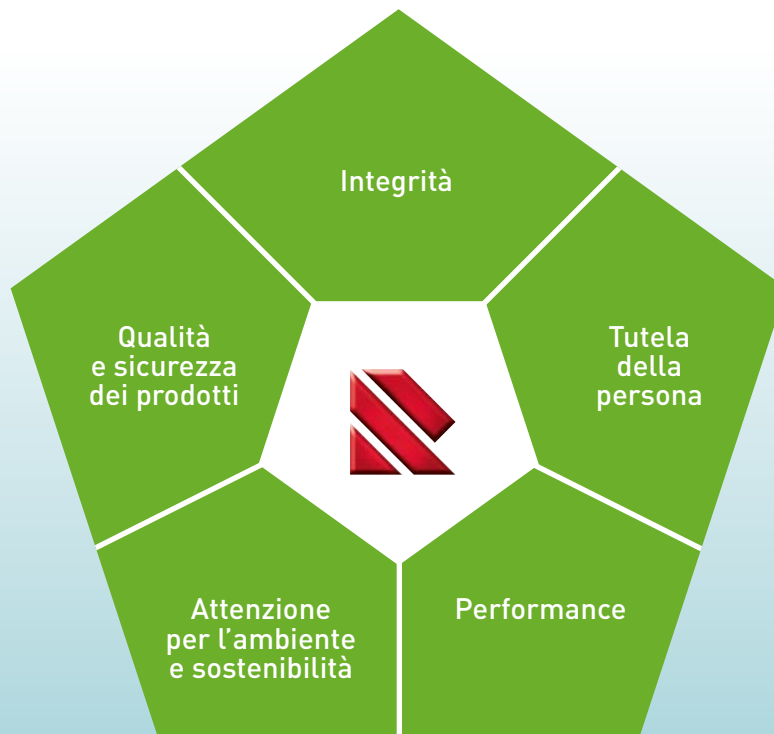 Integrità
Qualità
e sicurezza
dei prodotti
Tutela
della
persona
Attenzione
per l'ambiente
e sostenibilità
Performance